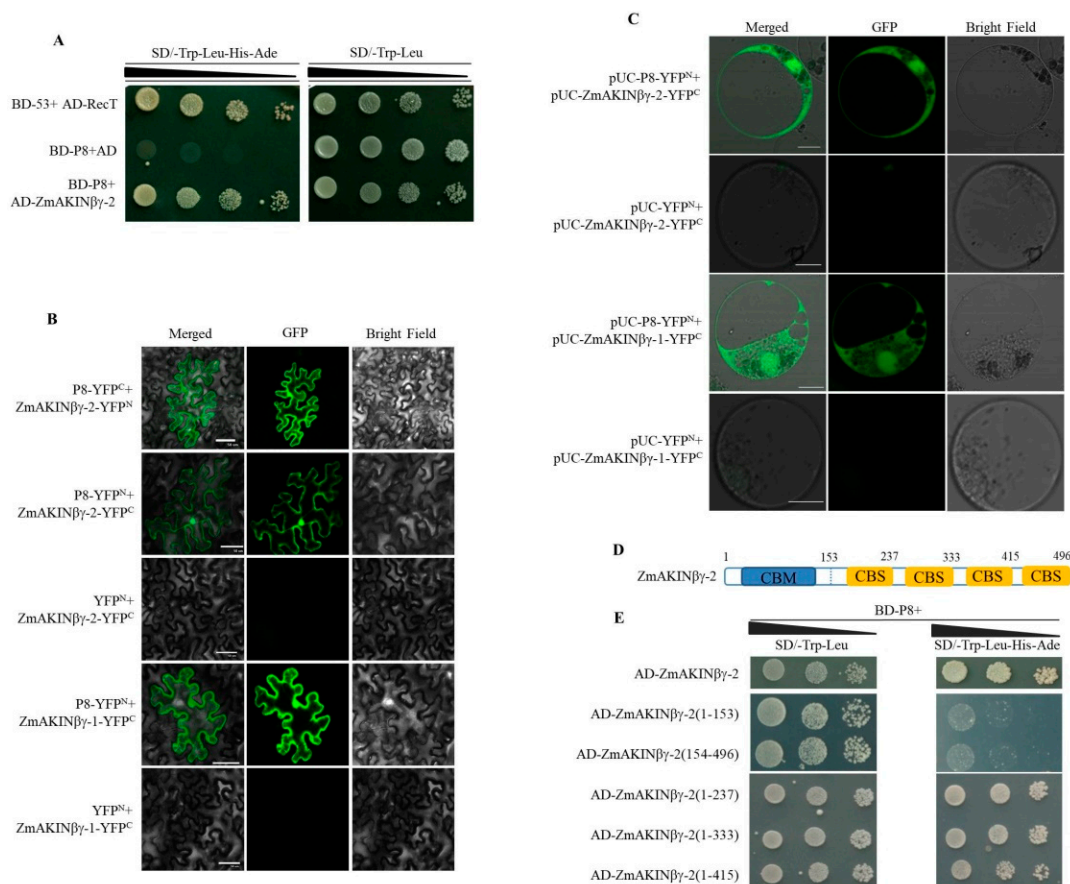 A
SD/-Trp-Leu-His-Ade SD/-Trp-Leu
BD-53+ AD-RecT
BD-P8+AD
BD-P8+
AD-ZmAKINβγ-2
B
Merged GFP Bright Field
P8-YFPC+
ZmAKINβγ-2-YFPN
P8-YFPN+
ZmAKINβγ-2-YFPC
YFPN+
ZmAKINβγ-2-YFPC
P8-YFPN+
ZmAKINβγ-1-YFPC
YFPN+
ZmAKINβγ-1-YFPC
C
Merged GFP Bright Field
pUC-P8-YFPN+
pUC-ZmAKINβγ-2-YFPC
pUC-YFPN+
pUC-ZmAKINβγ-2-YFPC
pUC-P8-YFPN+
pUC-ZmAKINβγ-1-YFPC
pUC-YFPN+
pUC-ZmAKINβγ-1-YFPC
D
1 153 237 333 415 496
ZmAKINβγ-2 CBM CBS CBS CBS CBS
E
BD-P8+
SD/-Trp-Leu SD/-Trp-Leu-His-Ade
AD-ZmAKINβγ-2
AD-ZmAKINβγ-2(1-153)
AD-ZmAKINβγ-2(154-496)
AD-ZmAKINβγ-2(1-237)
AD-ZmAKINβγ-2(1-333)
AD-ZmAKINβγ-2(1-415)